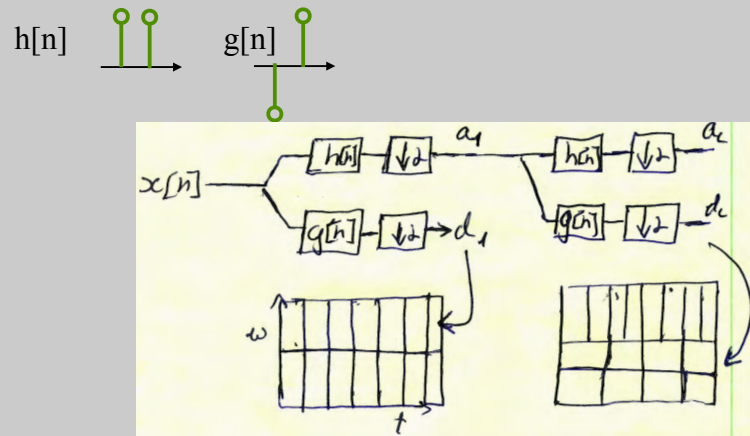 h[n] g[n]
a1 a2
h[n] ↓2 h[n] ↓2
x[n]
d2
g[n] ↓2 d1 g[n] ↓2
ω
t